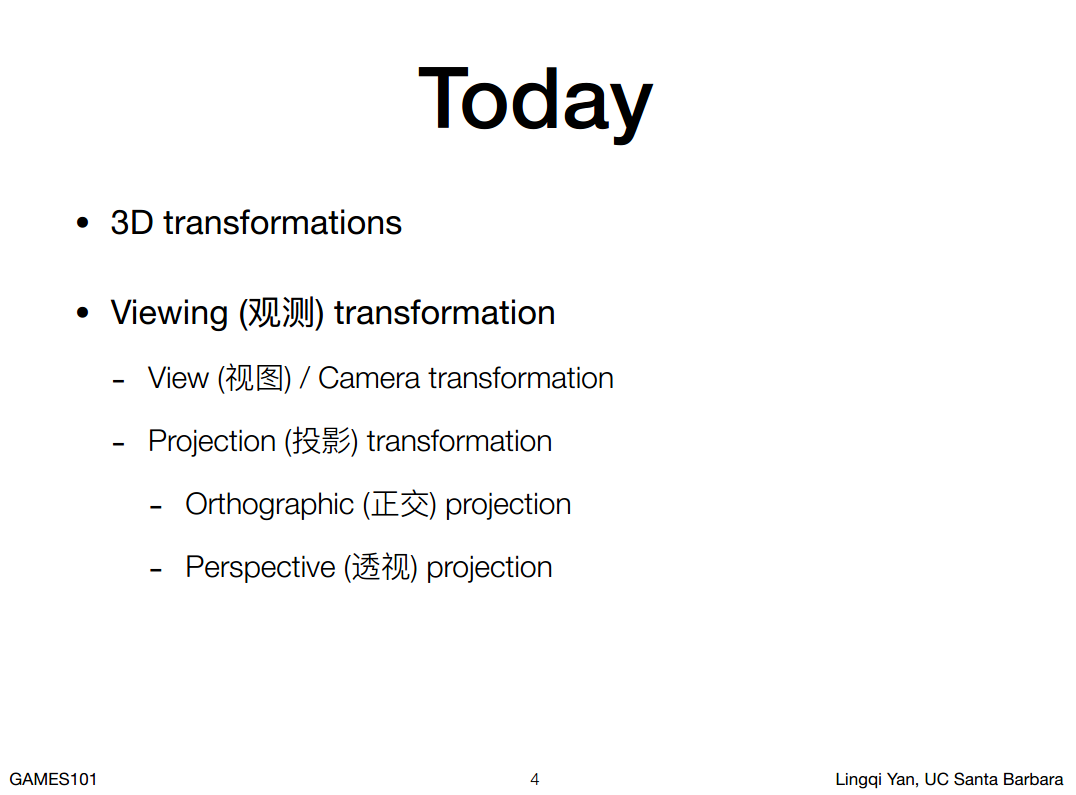 Today
• 3D transformations
• Viewing (观测) transformation
- View (视图) / Camera transformation
- Projection (投影) transformation
- Orthographic (正交) projection
- Perspective (透视) projection
GAMES101
4
Lingqi Yan, UC Santa Barbara